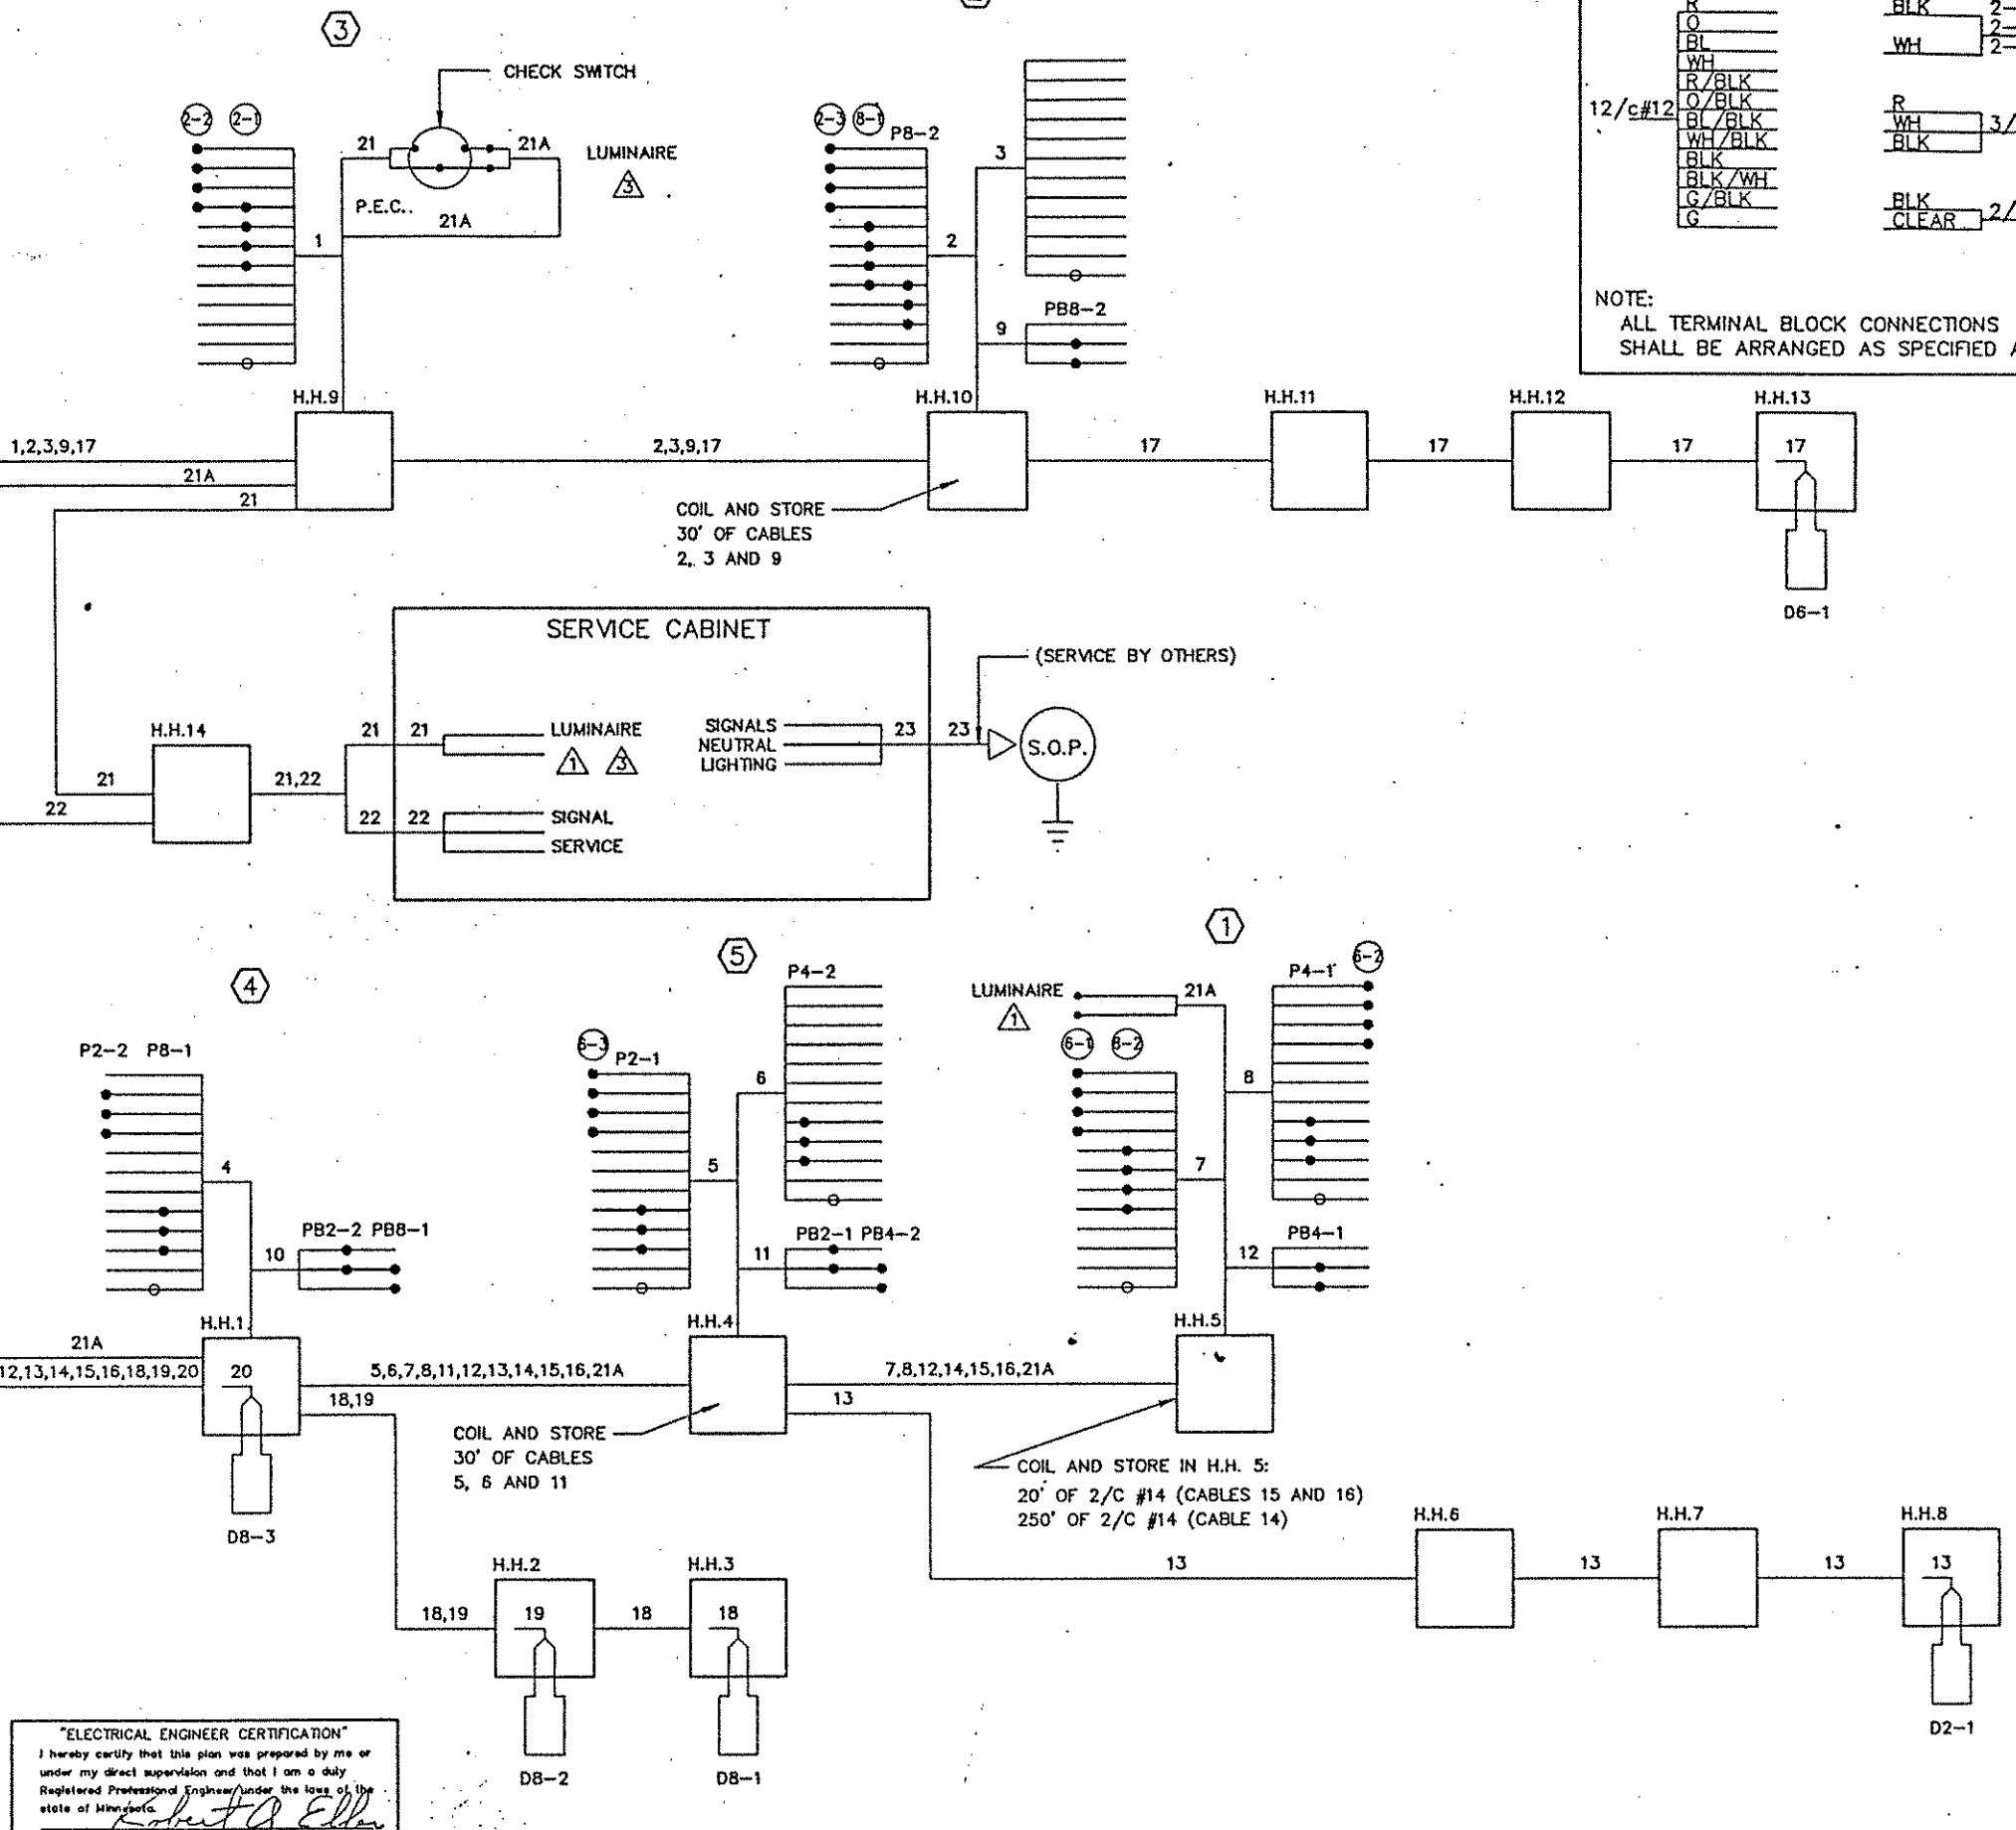 3
CHECK SWITCH
2-2 2-1
21
21A
LUMINAIRE
3
P.E.C..
21A
1
2-3 8-1 P8-2
3
2
9
PB8-2
R
O
BL
WH
R/BLK
O/BLK
BL/BLK
WH/BLK
BLK
BLK/WH
G/BLK
G
12/c#12
BLK
WH
2-
2-
2-
R
WH
BLK
3/
BLK
CLEAR
2/
NOTE:
ALL TERMINAL BLOCK CONNECTIONS
SHALL BE ARRANGED AS SPECIFIED A
H.H.9
H.H.10
H.H.11
H.H.12
H.H.13
1,2,3,9,17
21A
21
2,3,9,17
17
17
17
17
COIL AND STORE
30' OF CABLES
2, 3 AND 9
D6-1
SERVICE CABINET
(SERVICE BY OTHERS)
H.H.14
21
22
21,22
21
21
LUMINAIRE
1 3
22
22
SIGNAL
SERVICE
SIGNALS
NEUTRAL
LIGHTING
23
23
S.O.P.
4
P2-2 P8-1
4
10
PB2-2 PB8-1
5
6-3 P2-1
P4-2
6
5
11
PB2-1 PB4-2
1
LUMINAIRE
1
21A
P4-1 6-2
6-1 8-2
8
7
12
PB4-1
H.H.1
H.H.4
H.H.5
21A
12,13,14,15,16,18,19,20
20
5,6,7,8,11,12,13,14,15,16,21A
18,19
7,8,12,14,15,16,21A
13
COIL AND STORE
30' OF CABLES
5, 6 AND 11
COIL AND STORE IN H.H. 5:
20' OF 2/C #14 (CABLES 15 AND 16)
250' OF 2/C #14 (CABLE 14)
D8-3
H.H.2
H.H.3
H.H.6
H.H.7
H.H.8
18,19
19
18
18
13
13
13
13
D8-2
D8-1
D2-1
"ELECTRICAL ENGINEER CERTIFICATION"
I hereby certify that this plan was prepared by me or
under my direct supervision and that I am a duly
Registered Professional Engineer under the laws of the
state of Minnesota.
Robert A Eller